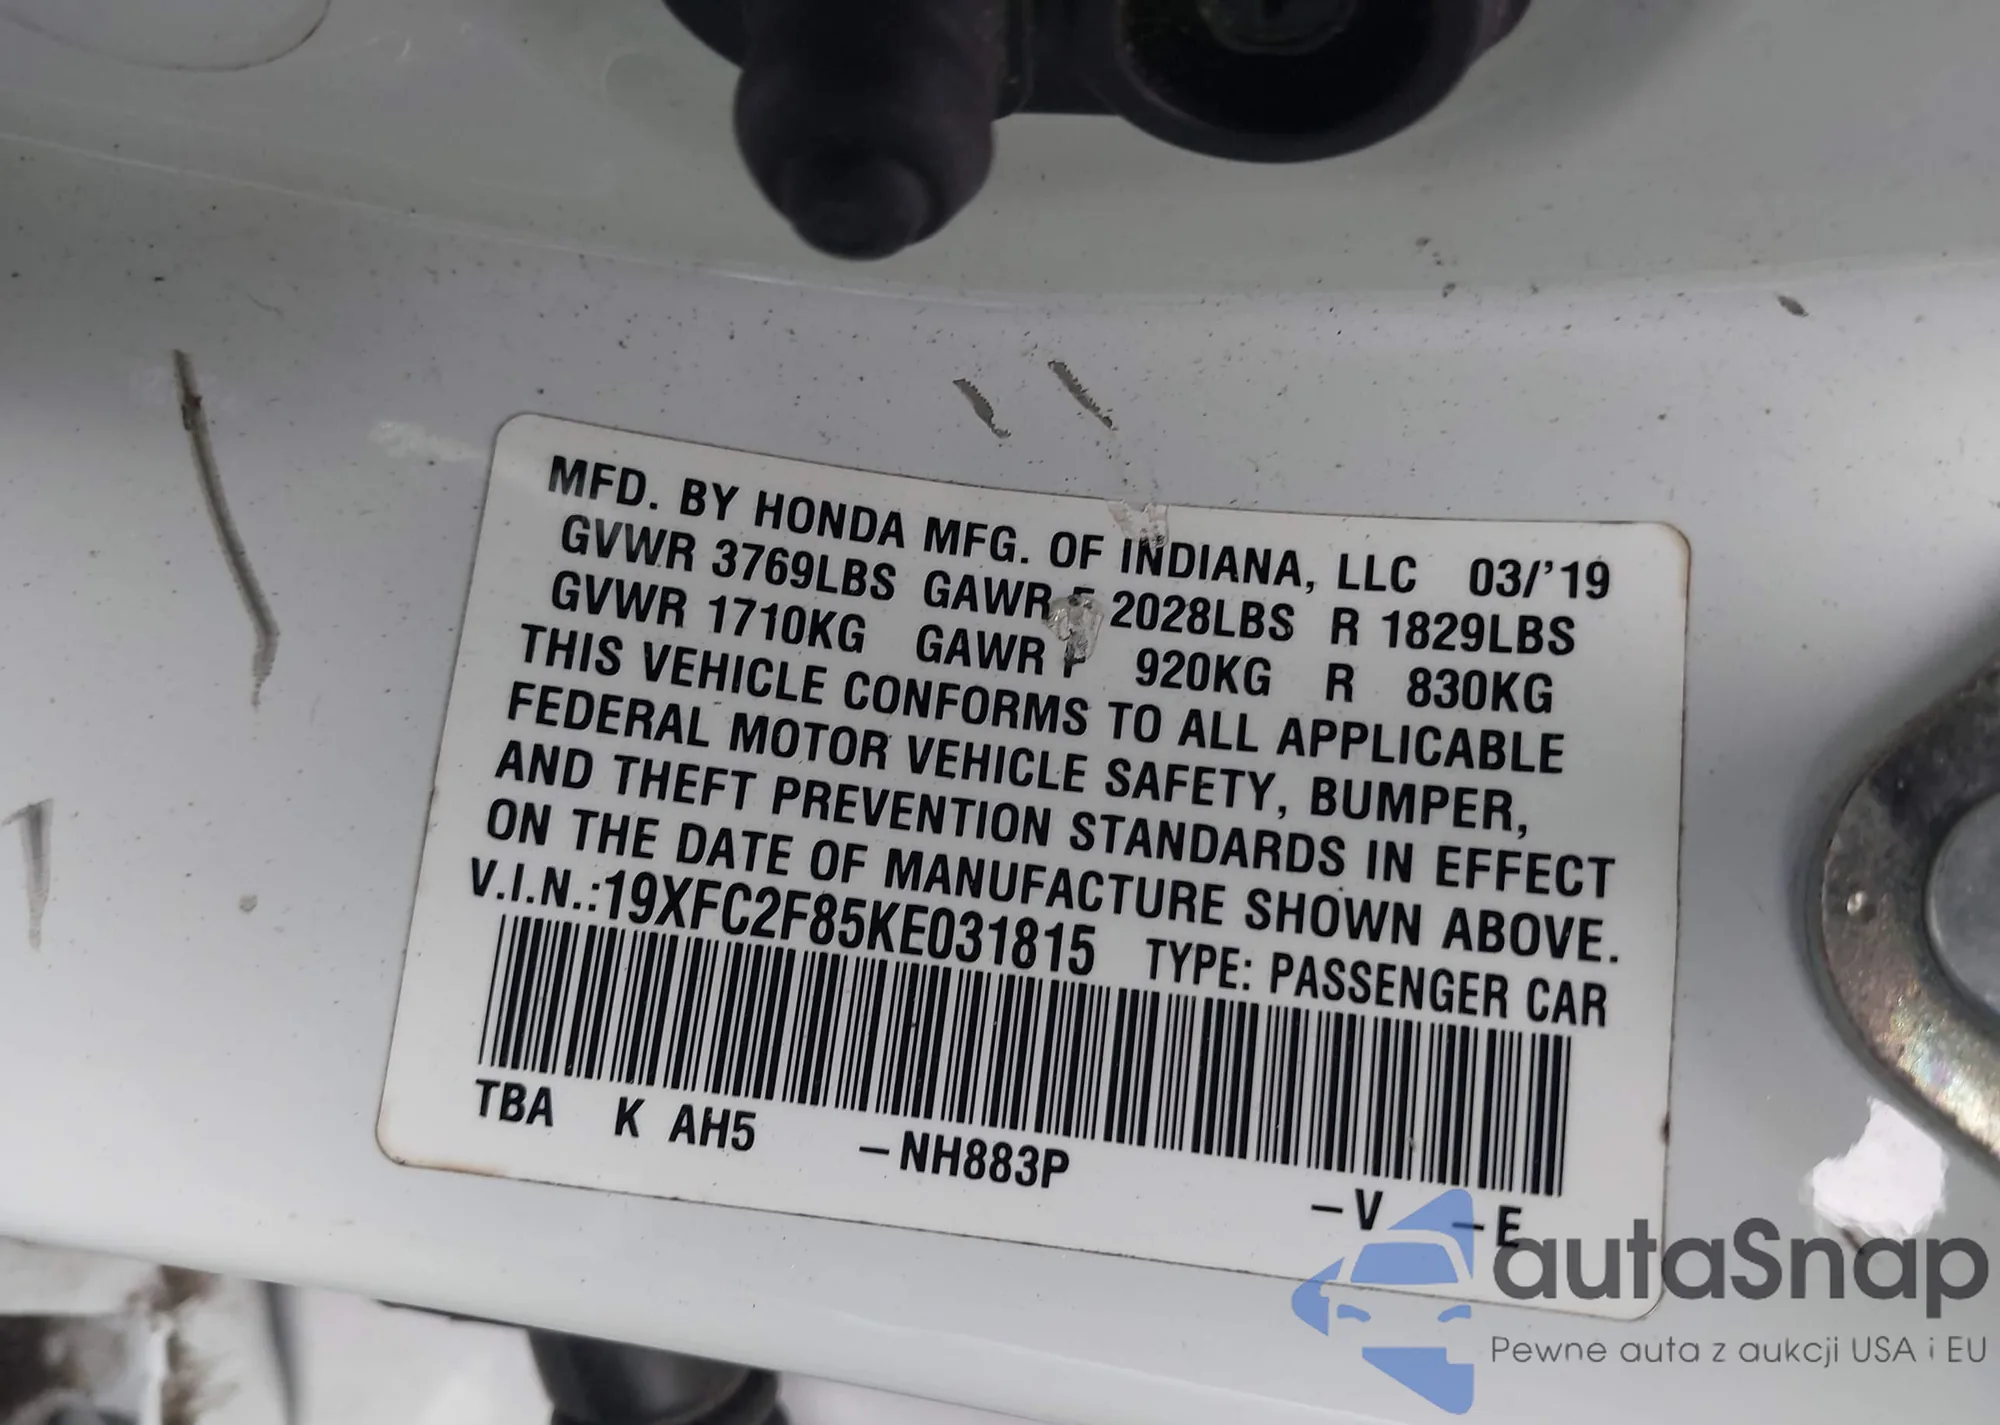 MFD. BY HONDA MFG. OF INDIANA, LLC 03/'19
GVWR 3769LBS GAWR F 2028LBS R 1829LBS
GVWR 1710KG GAWR F 920KG R 830KG
THIS VEHICLE CONFORMS TO ALL APPLICABLE
FEDERAL MOTOR VEHICLE SAFETY, BUMPER,
AND THEFT PREVENTION STANDARDS IN EFFECT
ON THE DATE OF MANUFACTURE SHOWN ABOVE.
V.I.N.:19XFC2F85KE031815 TYPE: PASSENGER CAR
TBA K AH5 -NH883P -V -E
autaSnap
Pewne auta z aukcji USA i EU